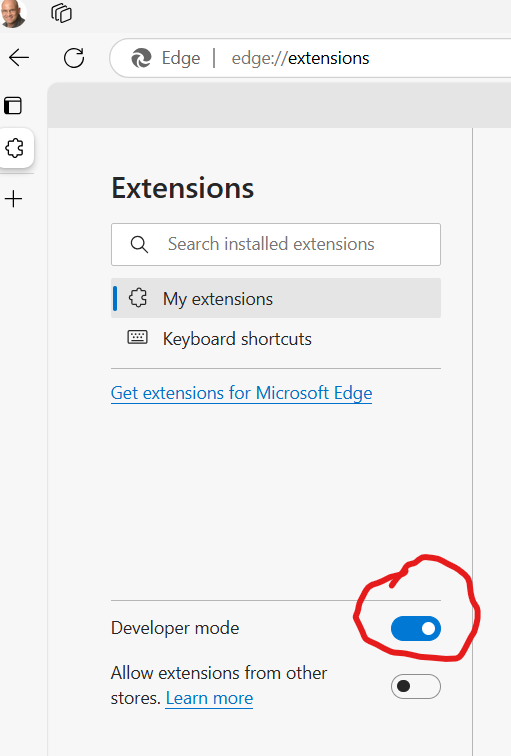 Edge | edge://extensions
Extensions
Search installed extensions
My extensions
Keyboard shortcuts
Get extensions for Microsoft Edge
Developer mode
Allow extensions from other
stores. Learn more